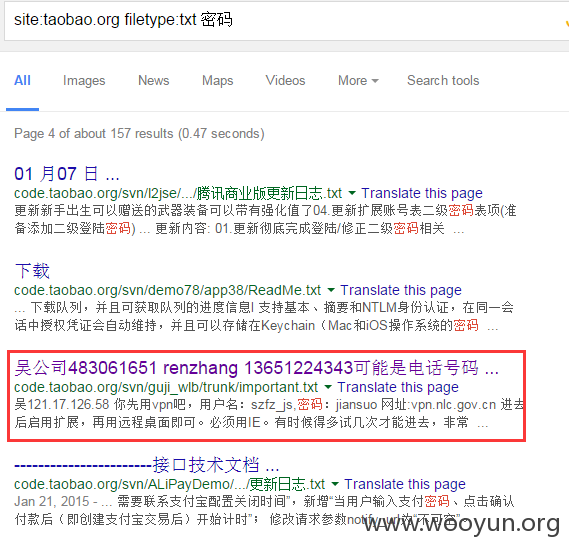 site:taobao.org filetype:txt 密码
All Images News Maps Videos More Search tools
Page 4 of about 157 results (0.47 seconds)
01 月07 日 ...
code.taobao.org/svn/l2jse/.../腾讯商业版更新日志.txt Translate this page
更新新手出生可以赠送的武器装备可以带有强化值了04.更新扩展账号表二级密码表项(准
备添加二级登陆密码) ... 更新内容: 01.更新彻底完成登陆/修正二级密码相关 ...
下载
code.taobao.org/svn/demo78/app38/ReadMe.txt Translate this page
... 下载队列，并且可获取队列的进度信息I 支持基本、摘要和NTLM身份认证，在同一会
话中授权凭证会自动维持，并且可以存储在Keychain（Mac和iOS操作系统的密码 ...
吴公司483061651 renzhang 13651224343可能是电话号码 ...
code.taobao.org/svn/guji_wlb/trunk/important.txt Translate this page
吴121.17.126.58 你先用vpn吧，用户名：szfz_js,密码：jiansuo 网址:vpn.nlc.gov.cn 进去
后启用扩展，再用远程桌面即可。必须用IE。有时候得多试几次才能进去，非常 ...
----------------------接口技术文档 ...
code.taobao.org/svn/ALiPayDemo/.../更新日志.txt Translate this page
Jan 21, 2015 - ... 需要联系支付宝配置关闭时间”，新增“当用户输入支付密码、点击确认
付款后（即创建支付宝交易后）开始计时”； 修改请求参数notify_url为“不可空”。
www.wooyun.org